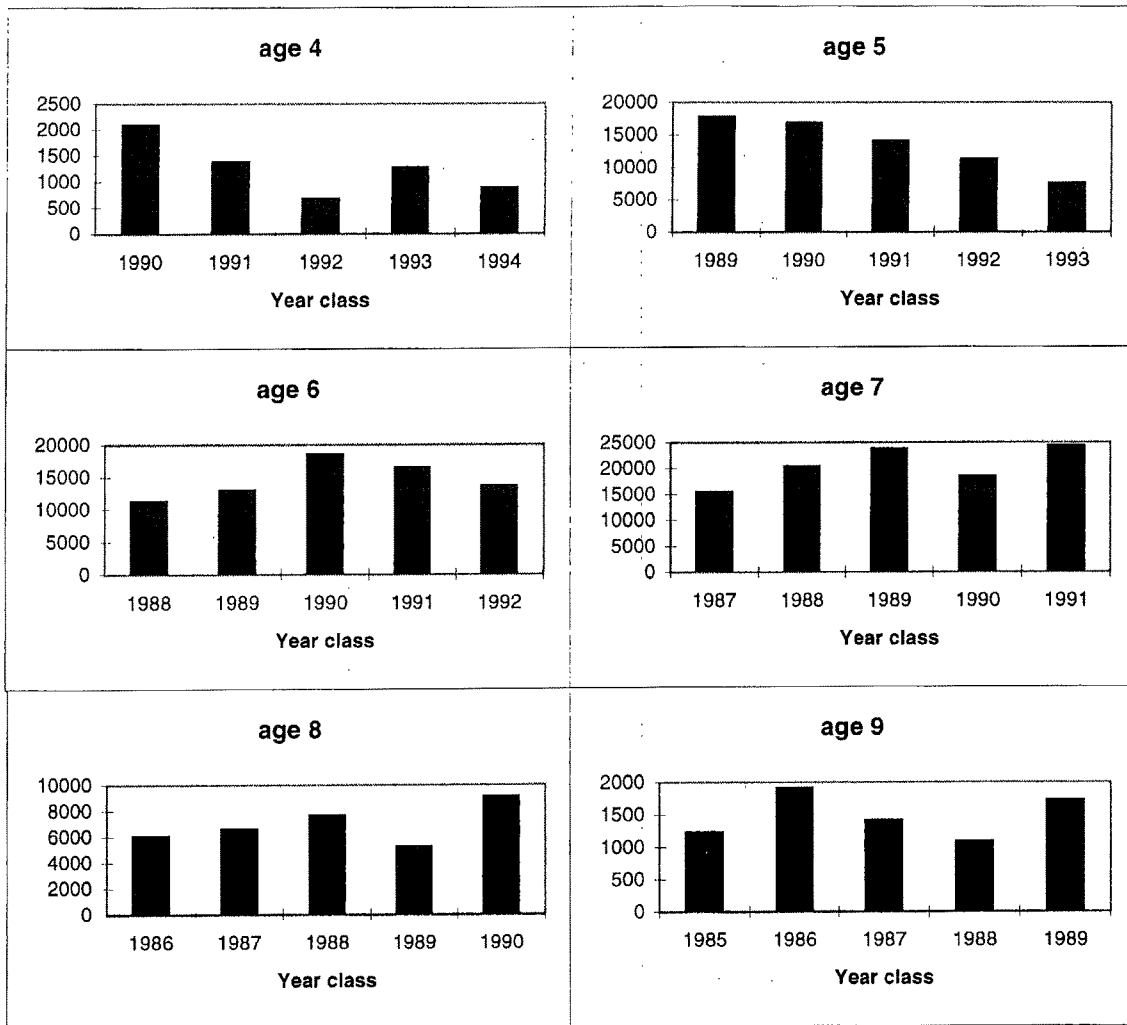 age 4
2500
2000
1500
1000
500
0
1990 1991 1992 1993 1994
Year class
age 5
20000
15000
10000
5000
0
1989 1990 1991 1992 1993
Year class
age 6
20000
15000
10000
5000
0
1988 1989 1990 1991 1992
Year class
age 7
25000
20000
15000
10000
5000
0
1987 1988 1989 1990 1991
Year class
age 8
10000
8000
6000
4000
2000
0
1986 1987 1988 1989 1990
Year class
age 9
2000
1500
1000
500
0
1985 1986 1987 1988 1989
Year class